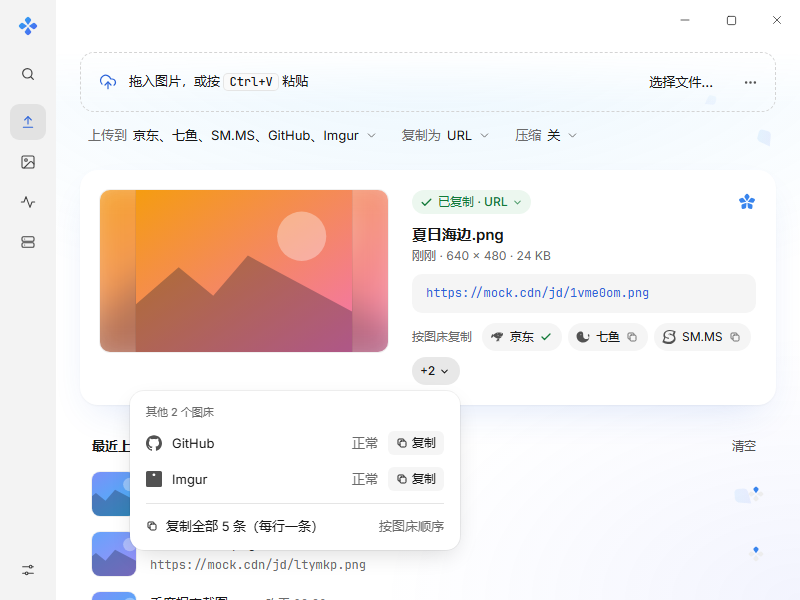 拖入图片，或按 Ctrl+V 粘贴
选择文件...
上传到 京东、七鱼、SM.MS、GitHub、Imgur
复制为 URL
压缩 关
已复制 · URL
夏日海边.png
刚刚 · 640 × 480 · 24 KB
https://mock.cdn/jd/1vme0om.png
按图床复制
京东
七鱼
SM.MS
+2
其他 2 个图床
GitHub 正常 复制
Imgur 正常 复制
复制全部 5 条（每行一条） 按图床顺序
最近上
清空
https://mock.cdn/jd/ltymkp.png